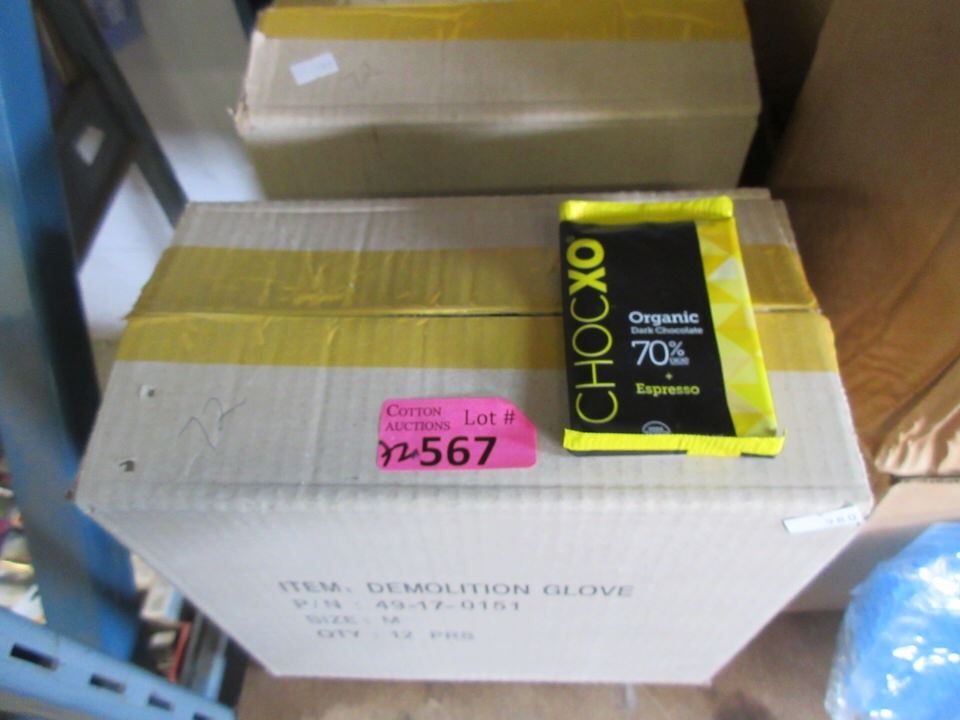 CHOCXO
Organic
Dark Chocolate
70%
+
Espresso
COTTON
AUCTIONS
Lot #
567
ITEM: DEMOLITION GLOVE
P/N : 49-17-0151
SIZE: M
QTY : 12 PRS